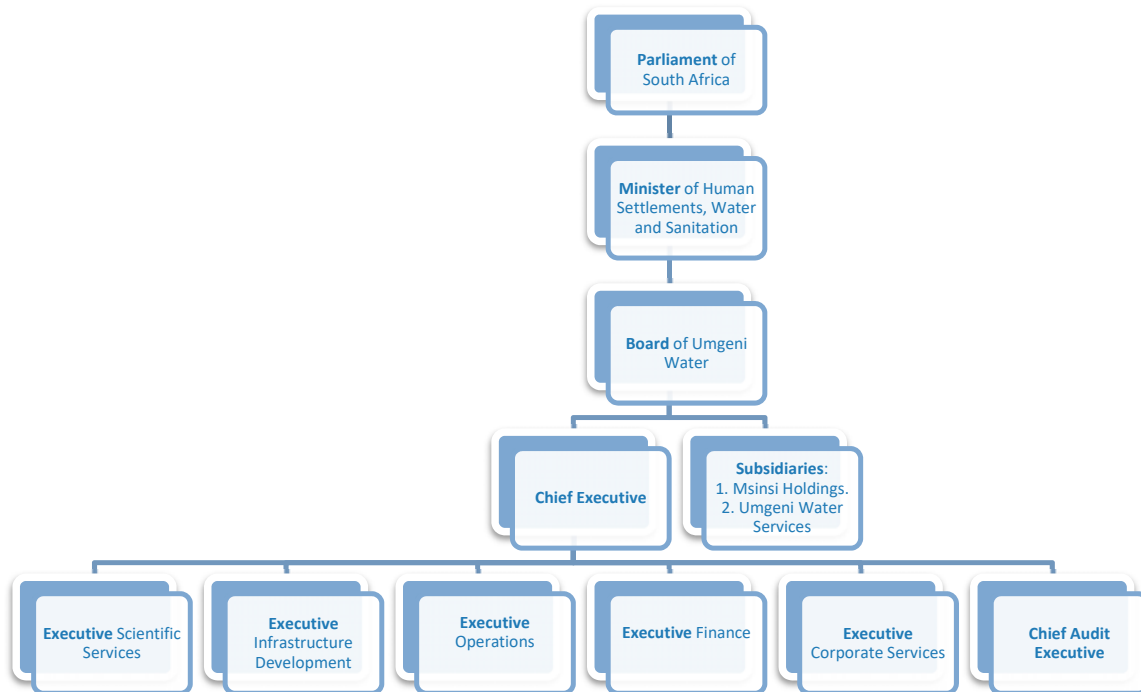 Parliament of
South Africa
Minister of Human
Settlements, Water
and Sanitation
Board of Umgeni
Water
Chief Executive
Subsidiaries:
1. Msinsi Holdings.
2. Umgeni Water
Services
Executive Scientific
Services
Executive
Infrastructure
Development
Executive
Operations
Executive Finance
Executive
Corporate Services
Chief Audit
Executive